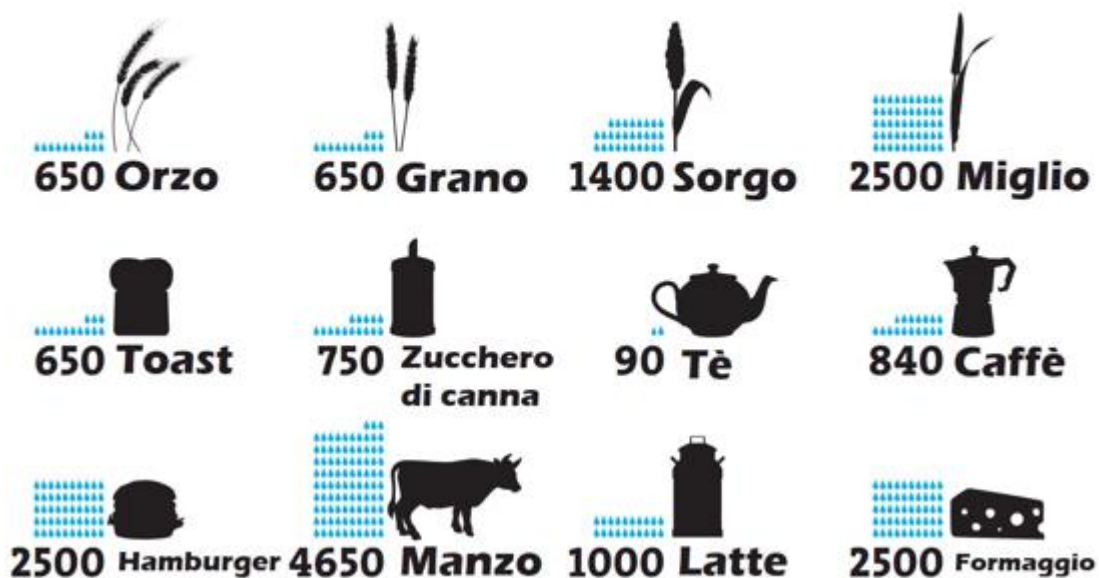 650 Orzo
650 Grano
1400 Sorgo
2500 Miglio
650 Toast
750 Zucchero
di canna
90 Tè
840 Caffè
2500 Hamburger
4650 Manzo
1000 Latte
2500 Formaggio